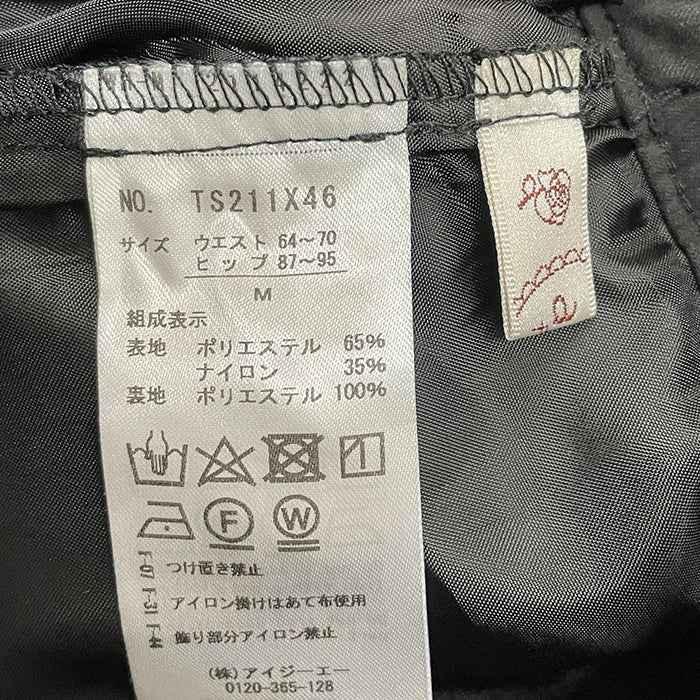 NO. TS211X46
サイズ ウエスト 64〜70
ヒップ 87〜95
M
組成表示
表地 ポリエステル 65%
ナイロン 35%
裏地 ポリエステル 100%
F W
つけ置き禁止
アイロン掛けはあて布使用
飾り部分アイロン禁止
(株)アイジーエー
0120-365-128